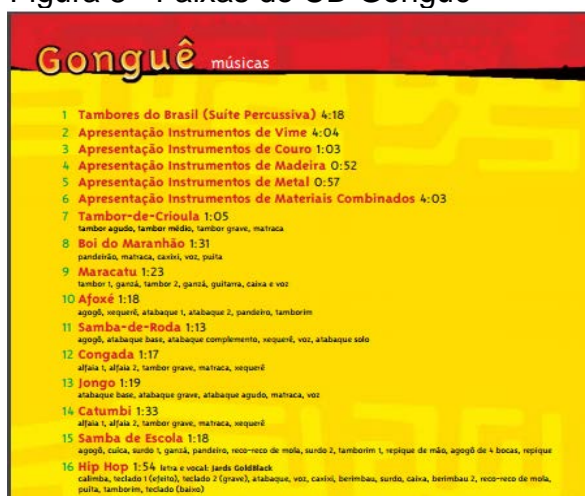 Figura 3 - Faixas do CD Gonguê
Gonguê músicas
1 Tambores do Brasil (Suíte Percussiva) 4:18
2 Apresentação Instrumentos de Vime 4:04
3 Apresentação Instrumentos de Couro 1:03
4 Apresentação Instrumentos de Madeira 0:52
5 Apresentação Instrumentos de Metal 0:57
6 Apresentação Instrumentos de Materiais Combinados 4:03
7 Tambor-de-Crioula 1:05
tambor agudo, tambor médio, tambor grave, matraca
8 Boi do Maranhão 1:31
pandeirão, matraca, caxixi, voz, puita
9 Maracatu 1:23
tambor 1, ganzá, tambor 2, ganzá, guitarra, caixa e voz
10 Afoxé 1:18
agogô, xequerê, atabaque 1, atabaque 2, pandeiro, tamborim
11 Samba-de-Roda 1:13
agogô, atabaque base, atabaque complemento, xequerê, voz, atabaque solo
12 Congada 1:17
alfaia 1, alfaia 2, tambor grave, matraca, xequerê
13 Jongo 1:19
atabaque base, atabaque grave, atabaque agudo, matraca, voz
14 Catumbi 1:33
alfaia 1, alfaia 2, tambor grave, matraca, xequerê
15 Samba de Escola 1:18
agogô, cuíca, surdo 1, ganzá, pandeiro, reco-reco de mola, surdo 2, tamborim 1, repique de mão, agogô de 4 bocas, repique
16 Hip Hop 1:54 letra e vocal: Jards GoldBlack
calimba, teclado 1 (efeito), teclado 2 (grave), atabaque, voz, caxixi, berimbau, surdo, caixa, berimbau 2, reco-reco de mola,
puita, tamborim, teclado (baixo)